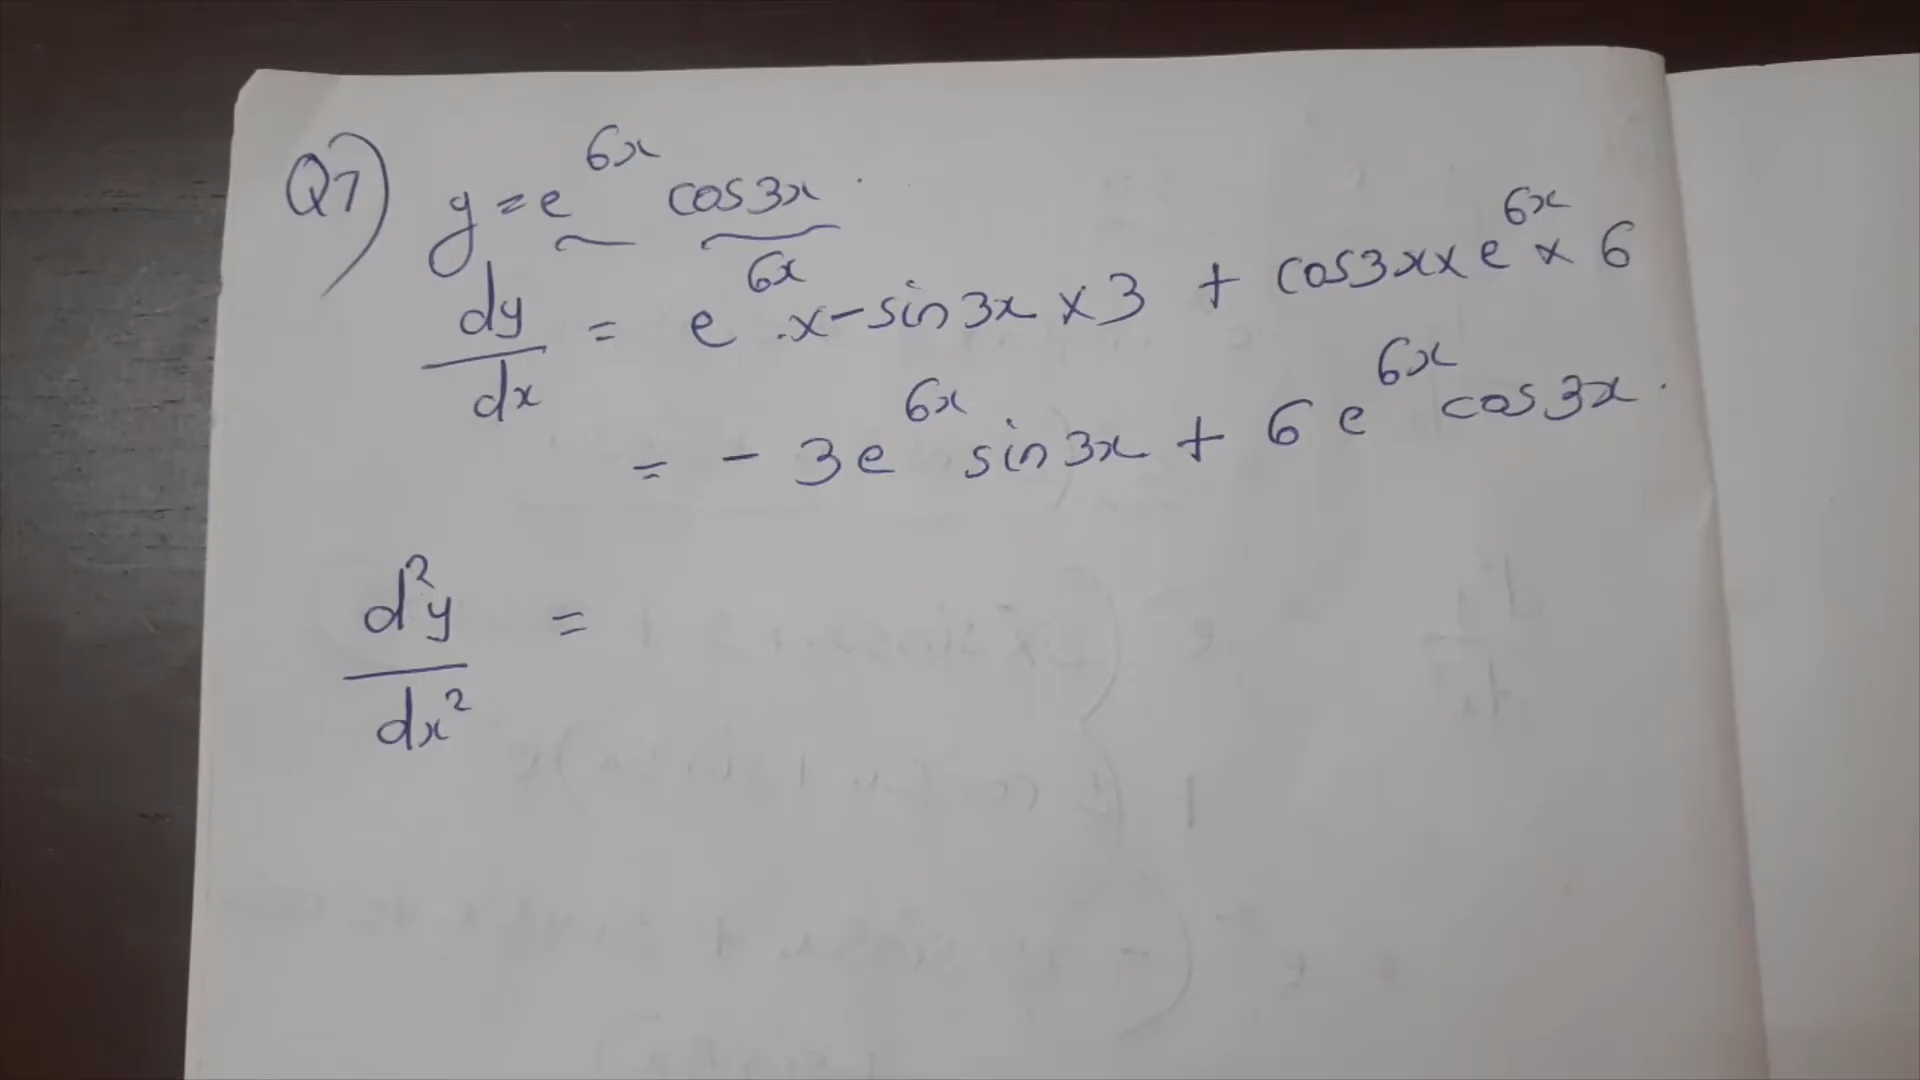 Q7) y = e^{6x} cos3x.
dy/dx = e^{6x} . x - sin3x x 3 + cos3x x e^{6x} x 6
= - 3e^{6x} sin3x + 6e^{6x} cos3x.
d²y/dx² =